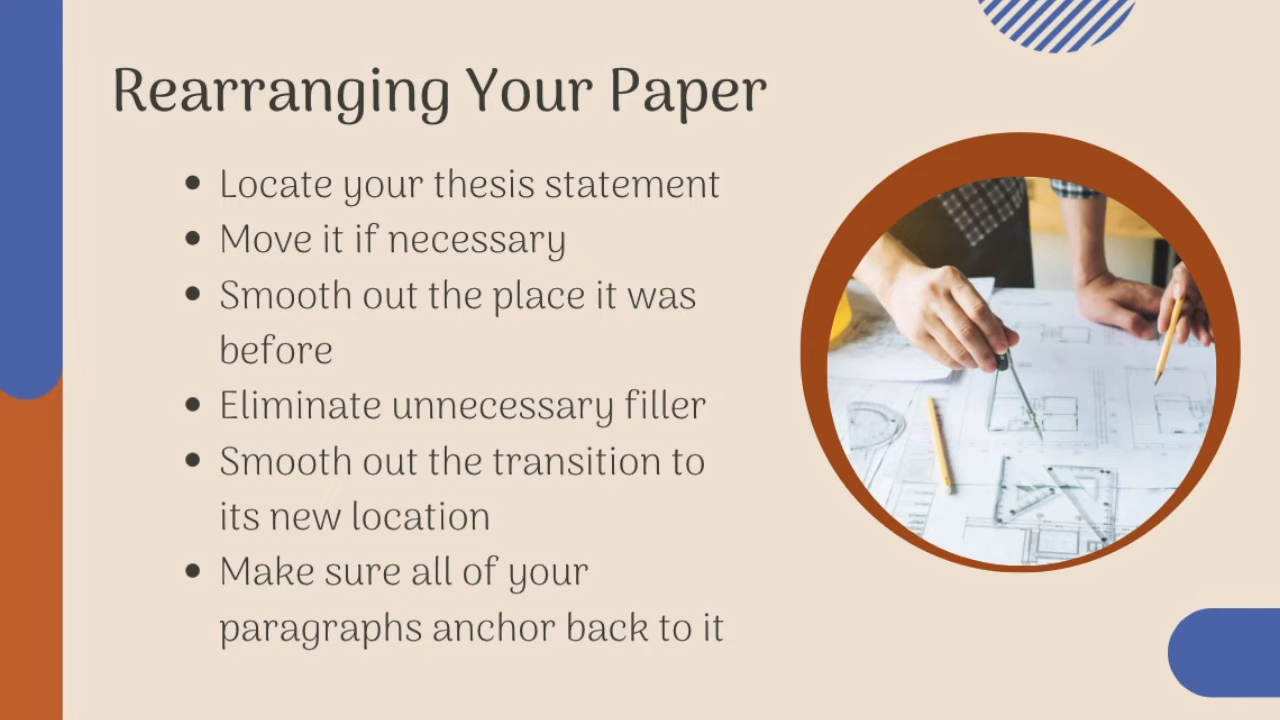 Rearranging Your Paper
• Locate your thesis statement
• Move it if necessary
• Smooth out the place it was
before
• Eliminate unnecessary filler
• Smooth out the transition to
its new location
• Make sure all of your
paragraphs anchor back to it